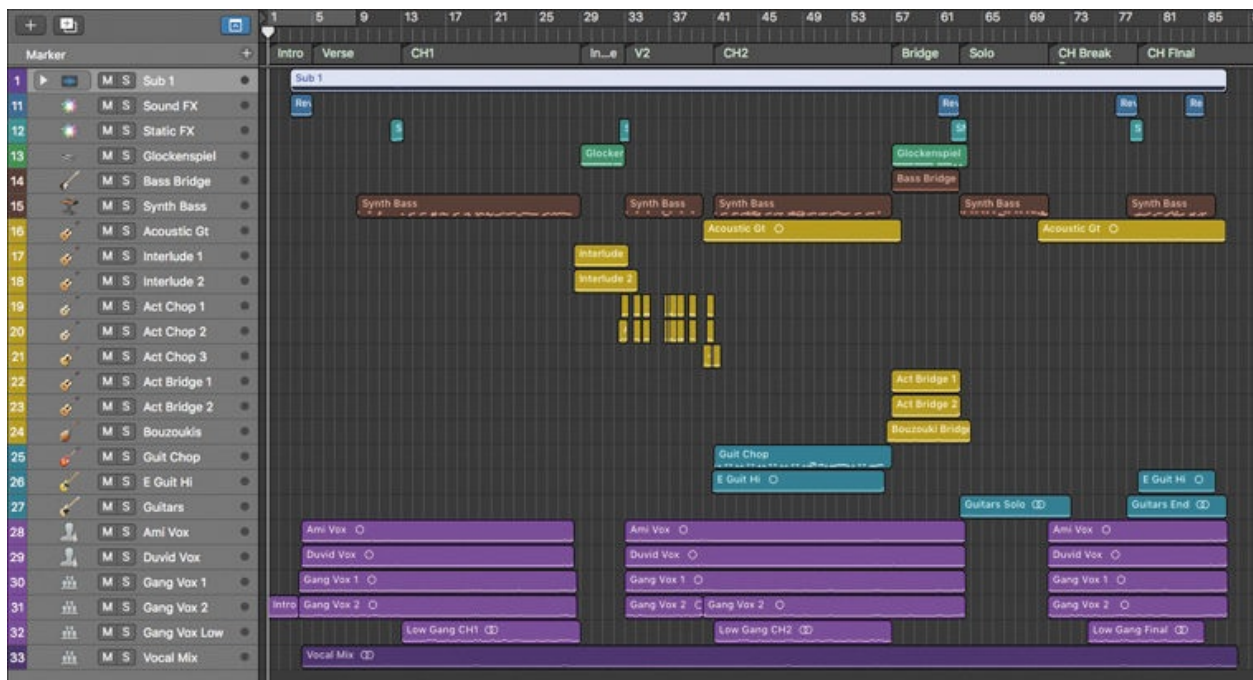 1 5 9 13 17 21 25 29 33 37 41 45 49 53 57 61 65 69 73 77 81 85
Marker + Intro Verse CH1 In...e V2 CH2 Bridge Solo CH Break CH FInal
1 M S Sub 1 Sub 1
11 M S Sound FX Rev Rev Rev Re
12 M S Static FX S S St S
13 M S Glockenspiel Glocker Glockenspiel
14 M S Bass Bridge Bass Bridge
15 M S Synth Bass Synth Bass Synth Bass Synth Bass Synth Bass Synth Bass
16 M S Acoustic Gt Acoustic Gt Acoustic Gt
17 M S Interlude 1 Interlude
18 M S Interlude 2 Interlude 2
19 M S Act Chop 1
20 M S Act Chop 2
21 M S Act Chop 3
22 M S Act Bridge 1 Act Bridge 1
23 M S Act Bridge 2 Act Bridge 2
24 M S Bouzoukis Bouzouki Bridge
25 M S Guit Chop Guit Chop
26 M S E Guit Hi E Guit Hi E Guit Hi
27 M S Guitars Guitars Solo Guitars End
28 M S Ami Vox Ami Vox Ami Vox Ami Vox
29 M S Duvid Vox Duvid Vox Duvid Vox Duvid Vox
30 M S Gang Vox 1 Gang Vox 1 Gang Vox 1 Gang Vox 1
31 M S Gang Vox 2 Intro Gang Vox 2 Gang Vox 2 Gang Vox 2 Gang Vox 2
32 M S Gang Vox Low Low Gang CH1 Low Gang CH2 Low Gang Final
33 M S Vocal Mix Vocal Mix